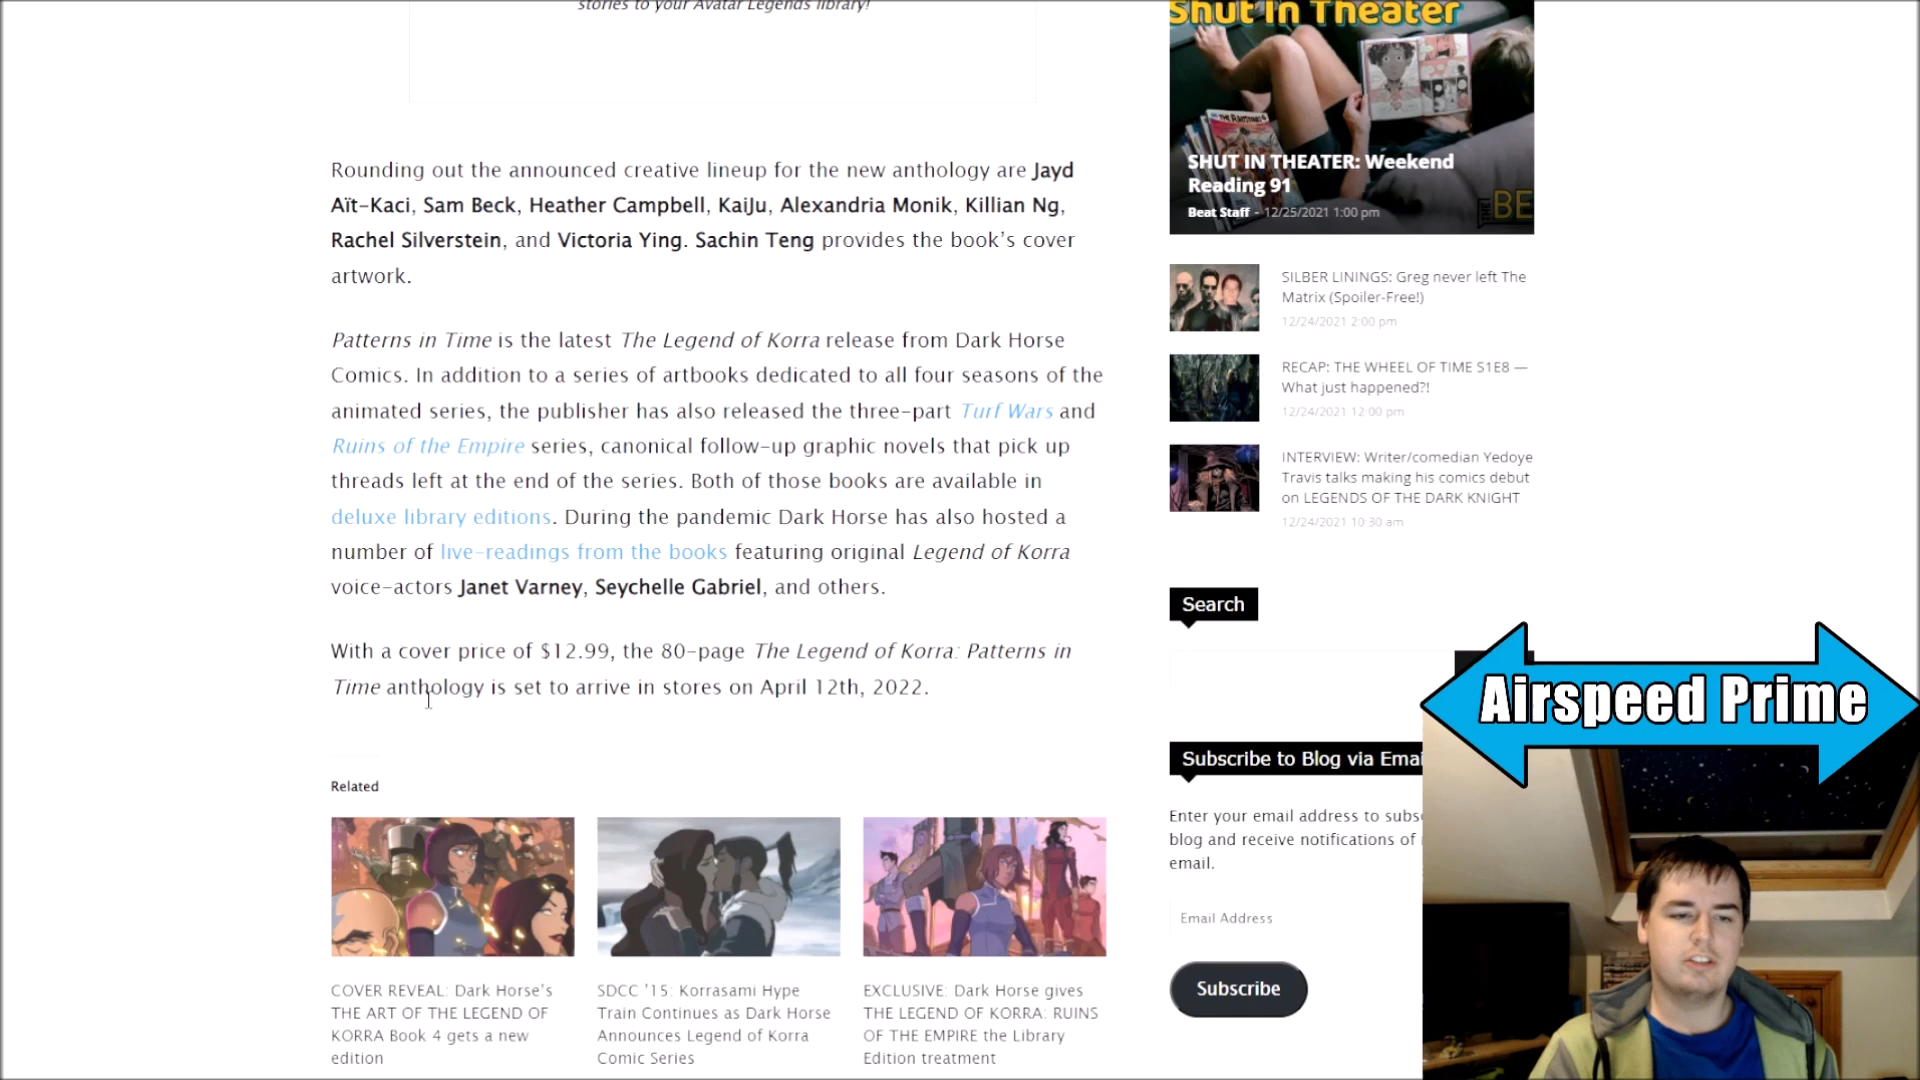 stories to your Avatar Legends library!
Rounding out the announced creative lineup for the new anthology are Jayd
Aït-Kaci, Sam Beck, Heather Campbell, KaiJu, Alexandria Monik, Killian Ng,
Rachel Silverstein, and Victoria Ying. Sachin Teng provides the book's cover
artwork.
Patterns in Time is the latest The Legend of Korra release from Dark Horse
Comics. In addition to a series of artbooks dedicated to all four seasons of the
animated series, the publisher has also released the three-part Turf Wars and
Ruins of the Empire series, canonical follow-up graphic novels that pick up
threads left at the end of the series. Both of those books are available in
deluxe library editions. During the pandemic Dark Horse has also hosted a
number of live-readings from the books featuring original Legend of Korra
voice-actors Janet Varney, Seychelle Gabriel, and others.
With a cover price of $12.99, the 80-page The Legend of Korra: Patterns in
Time anthology is set to arrive in stores on April 12th, 2022.
Related
COVER REVEAL: Dark Horse's
THE ART OF THE LEGEND OF
KORRA Book 4 gets a new
edition
SDCC '15: Korrasami Hype
Train Continues as Dark Horse
Announces Legend of Korra
Comic Series
EXCLUSIVE: Dark Horse gives
THE LEGEND OF KORRA: RUINS
OF THE EMPIRE the Library
Edition treatment
Shut In Theater
SHUT IN THEATER: Weekend
Reading 91
Beat Staff - 12/25/2021 1:00 pm
THE BE
SILBER LININGS: Greg never left The
Matrix (Spoiler-Free!)
12/24/2021 2:00 pm
RECAP: THE WHEEL OF TIME S1E8 —
What just happened?!
12/24/2021 12:00 pm
INTERVIEW: Writer/comedian Yedoye
Travis talks making his comics debut
on LEGENDS OF THE DARK KNIGHT
12/24/2021 10:30 am
Search
Airspeed Prime
Subscribe to Blog via Emai
Enter your email address to subs
blog and receive notifications of
email.
Email Address
Subscribe